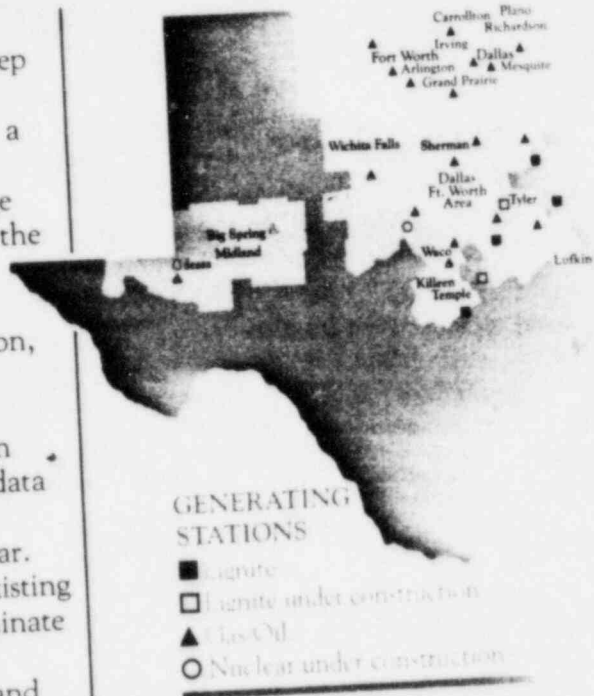 ep
a
e
the
on,
n
data
ar.
isting
inate
and
Carrollton Plano
Richardson
Irving
Fort Worth Dallas
Arlington Mesquite
Grand Prairie
Wichita Falls Sherman
Dallas
Ft. Worth
Area
Tyler
Big Spring
Midland
Waco
Lufkin
Killeen
Temple
GENERATING
STATIONS
Lignite
Lignite under construction
Gas/Oil
Nuclear under construction